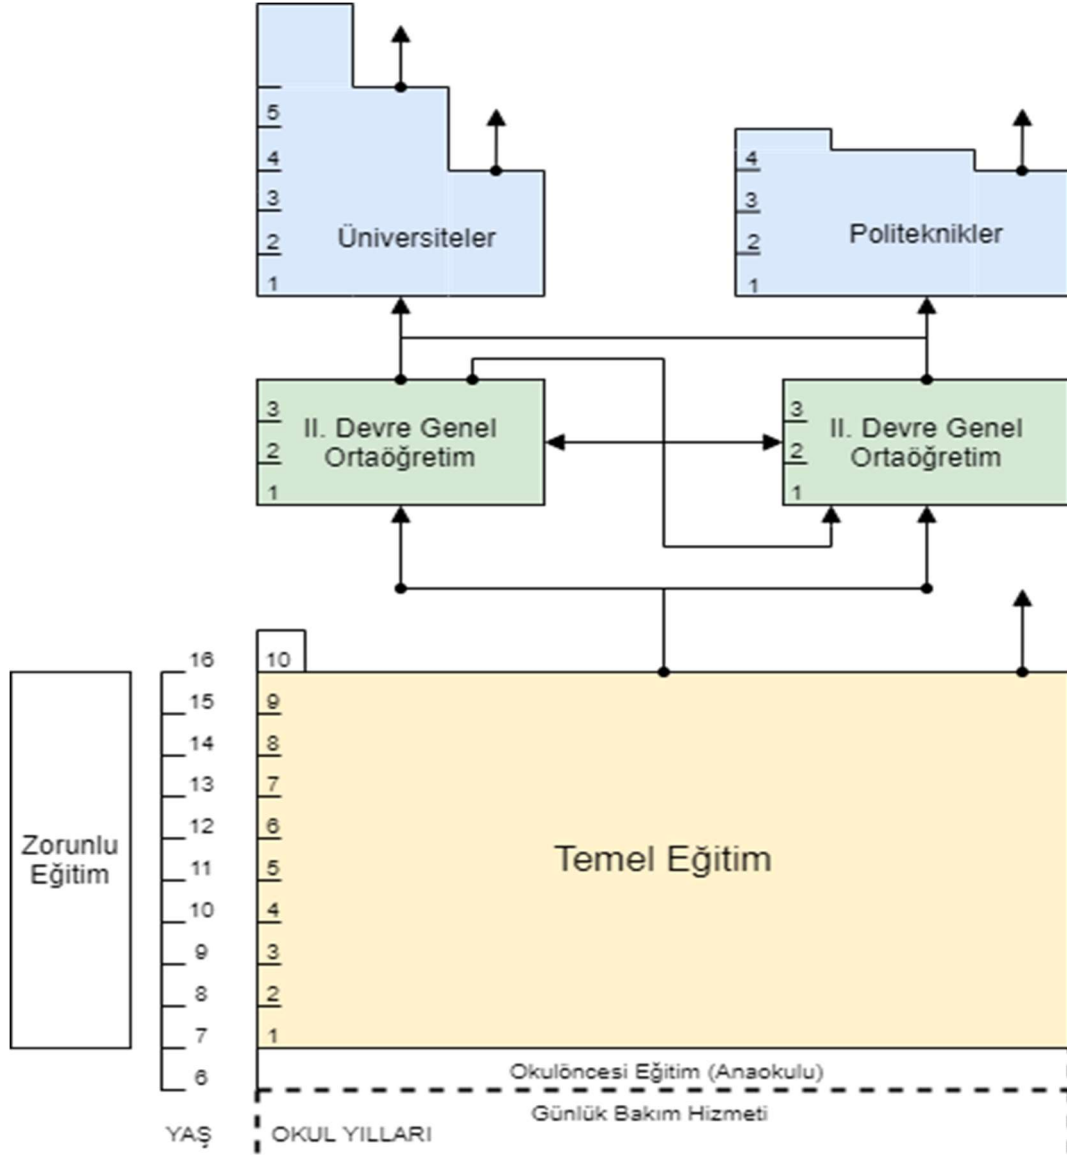 5
4
3
2
1
Üniversiteler
4
3
2
1
Politeknikler
3
2
1
II. Devre Genel
Ortaöğretim
3
2
1
II. Devre Genel
Ortaöğretim
Zorunlu
Eğitim
16
15
14
13
12
11
10
9
8
7
6
YAŞ
10
9
8
7
6
5
4
3
2
1
Temel Eğitim
Okulöncesi Eğitim (Anaokulu)
Günlük Bakım Hizmeti
OKUL YILLARI